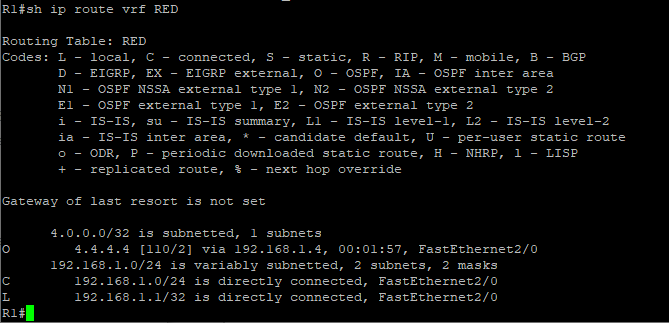 R1#sh ip route vrf RED
Routing Table: RED
Codes: L - local, C - connected, S - static, R - RIP, M - mobile, B - BGP
D - EIGRP, EX - EIGRP external, O - OSPF, IA - OSPF inter area
N1 - OSPF NSSA external type 1, N2 - OSPF NSSA external type 2
E1 - OSPF external type 1, E2 - OSPF external type 2
i - IS-IS, su - IS-IS summary, L1 - IS-IS level-1, L2 - IS-IS level-2
ia - IS-IS inter area, * - candidate default, U - per-user static route
o - ODR, P - periodic downloaded static route, H - NHRP, l - LISP
+ - replicated route, % - next hop override
Gateway of last resort is not set
4.0.0.0/32 is subnetted, 1 subnets
O 4.4.4.4 [110/2] via 192.168.1.4, 00:01:57, FastEthernet2/0
192.168.1.0/24 is variably subnetted, 2 subnets, 2 masks
C 192.168.1.0/24 is directly connected, FastEthernet2/0
L 192.168.1.1/32 is directly connected, FastEthernet2/0
R1#